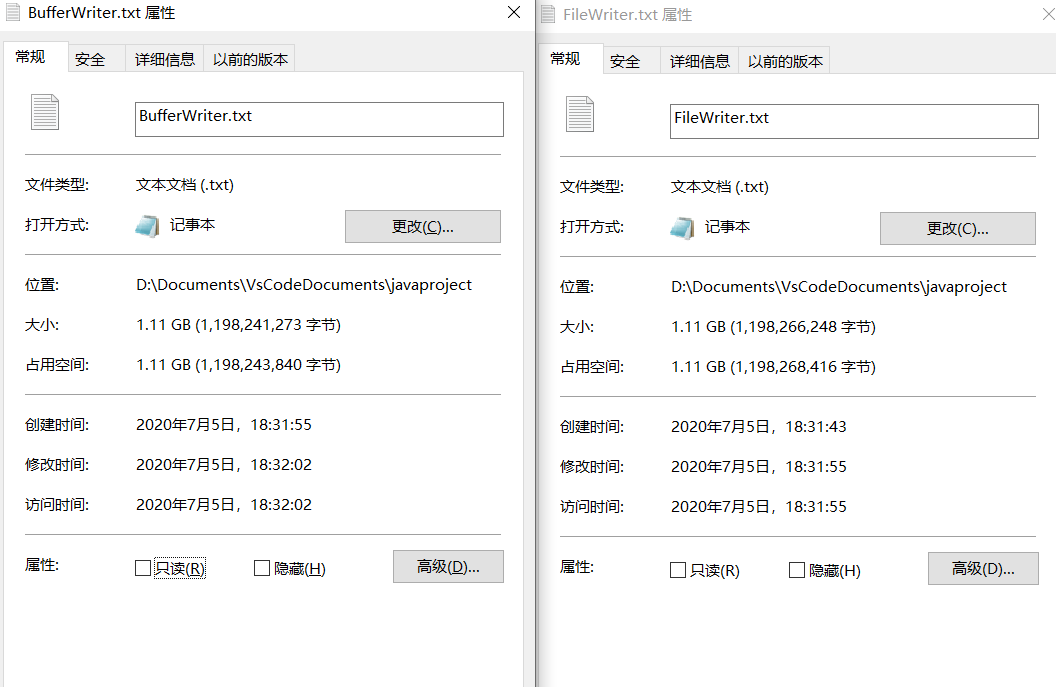 BufferWriter.txt 属性
常规 安全 详细信息 以前的版本
BufferWriter.txt
文件类型: 文本文档 (.txt)
打开方式: 记事本 更改(C)...
位置: D:\Documents\VsCodeDocuments\javaproject
大小: 1.11 GB (1,198,241,273 字节)
占用空间: 1.11 GB (1,198,243,840 字节)
创建时间: 2020年7月5日，18:31:55
修改时间: 2020年7月5日，18:32:02
访问时间: 2020年7月5日，18:32:02
属性: 只读(R) 隐藏(H) 高级(D)...
FileWriter.txt 属性
常规 安全 详细信息 以前的版本
FileWriter.txt
文件类型: 文本文档 (.txt)
打开方式: 记事本 更改(C)...
位置: D:\Documents\VsCodeDocuments\javaproject
大小: 1.11 GB (1,198,266,248 字节)
占用空间: 1.11 GB (1,198,268,416 字节)
创建时间: 2020年7月5日，18:31:43
修改时间: 2020年7月5日，18:31:55
访问时间: 2020年7月5日，18:31:55
属性: 只读(R) 隐藏(H) 高级(D)...